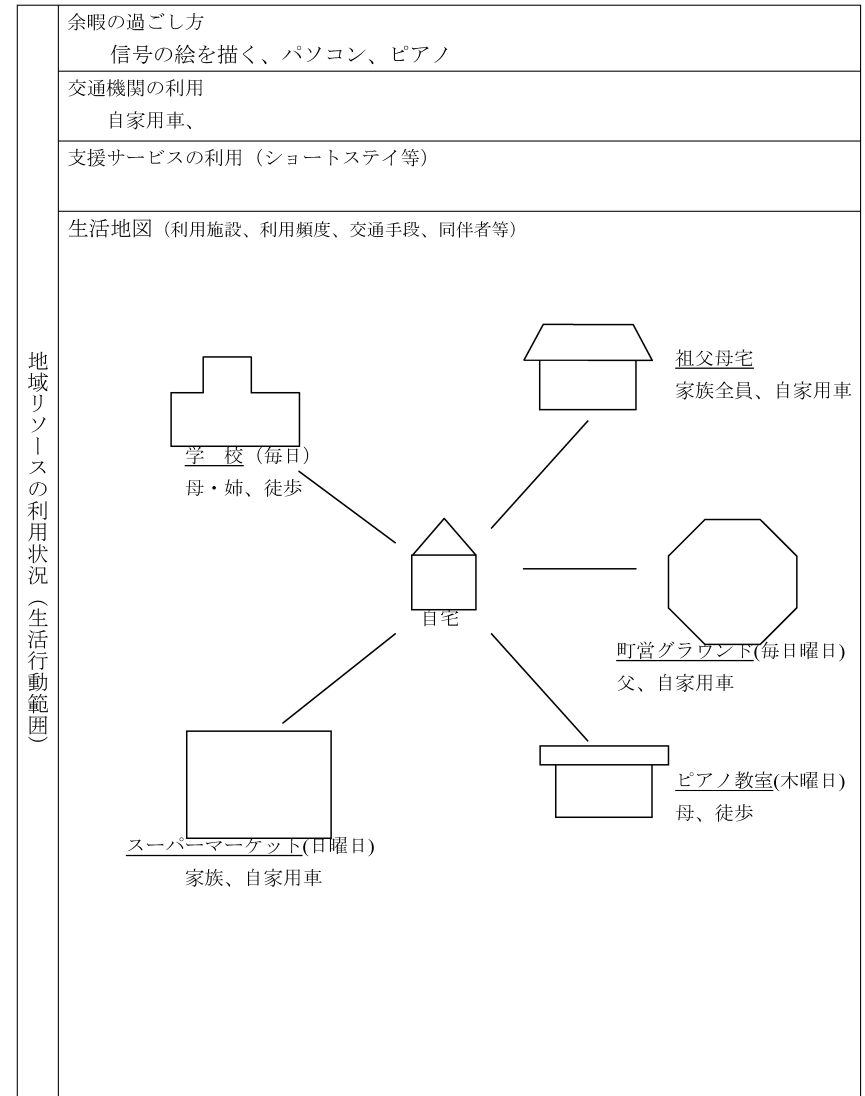 余暇の過ごし方
信号の絵を描く、パソコン、ピアノ
交通機関の利用
自家用車、
支援サービスの利用（ショートステイ等）
生活地図（利用施設、利用頻度、交通手段、同伴者等）
地域リソースの利用状況（生活行動範囲）
祖父母宅
家族全員、自家用車
学　校（毎日）
母・姉、徒歩
自宅
町営グラウンド(毎日曜日)
父、自家用車
ピアノ教室(木曜日)
母、徒歩
スーパーマーケット(日曜日)
家族、自家用車